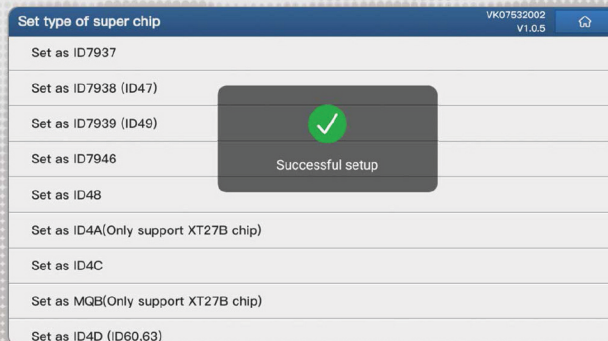 Set type of super chip
VK07532002
V1.0.5
Set as ID7937
Set as ID7938 (ID47)
Set as ID7939 (ID49)
Set as ID7946
Successful setup
Set as ID48
Set as ID4A(Only support XT27B chip)
Set as ID4C
Set as MQB(Only support XT27B chip)
Set as ID4D (ID60,63)